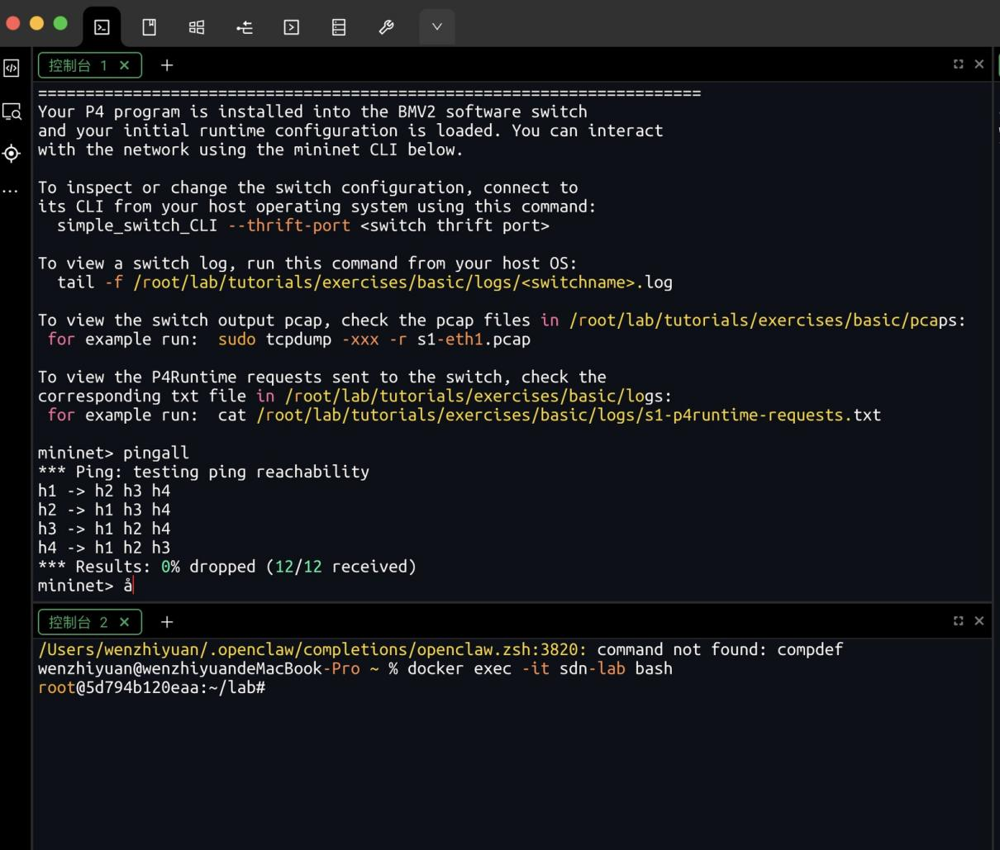 控制台 1 ×
======================================================================
Your P4 program is installed into the BMV2 software switch
and your initial runtime configuration is loaded. You can interact
with the network using the mininet CLI below.
To inspect or change the switch configuration, connect to
its CLI from your host operating system using this command:
simple_switch_CLI --thrift-port <switch thrift port>
To view a switch log, run this command from your host OS:
tail -f /root/lab/tutorials/exercises/basic/logs/<switchname>.log
To view the switch output pcap, check the pcap files in /root/lab/tutorials/exercises/basic/pcaps:
for example run:  sudo tcpdump -xxx -r s1-eth1.pcap
To view the P4Runtime requests sent to the switch, check the
corresponding txt file in /root/lab/tutorials/exercises/basic/logs:
for example run:  cat /root/lab/tutorials/exercises/basic/logs/s1-p4runtime-requests.txt
mininet> pingall
*** Ping: testing ping reachability
h1 -> h2 h3 h4
h2 -> h1 h3 h4
h3 -> h1 h2 h4
h4 -> h1 h2 h3
*** Results: 0% dropped (12/12 received)
mininet> å
控制台 2 ×
/Users/wenzhiyuan/.openclaw/completions/openclaw.zsh:3820: command not found: compdef
wenzhiyuan@wenzhiyuandeMacBook-Pro ~ % docker exec -it sdn-lab bash
root@5d794b120eaa:~/lab#